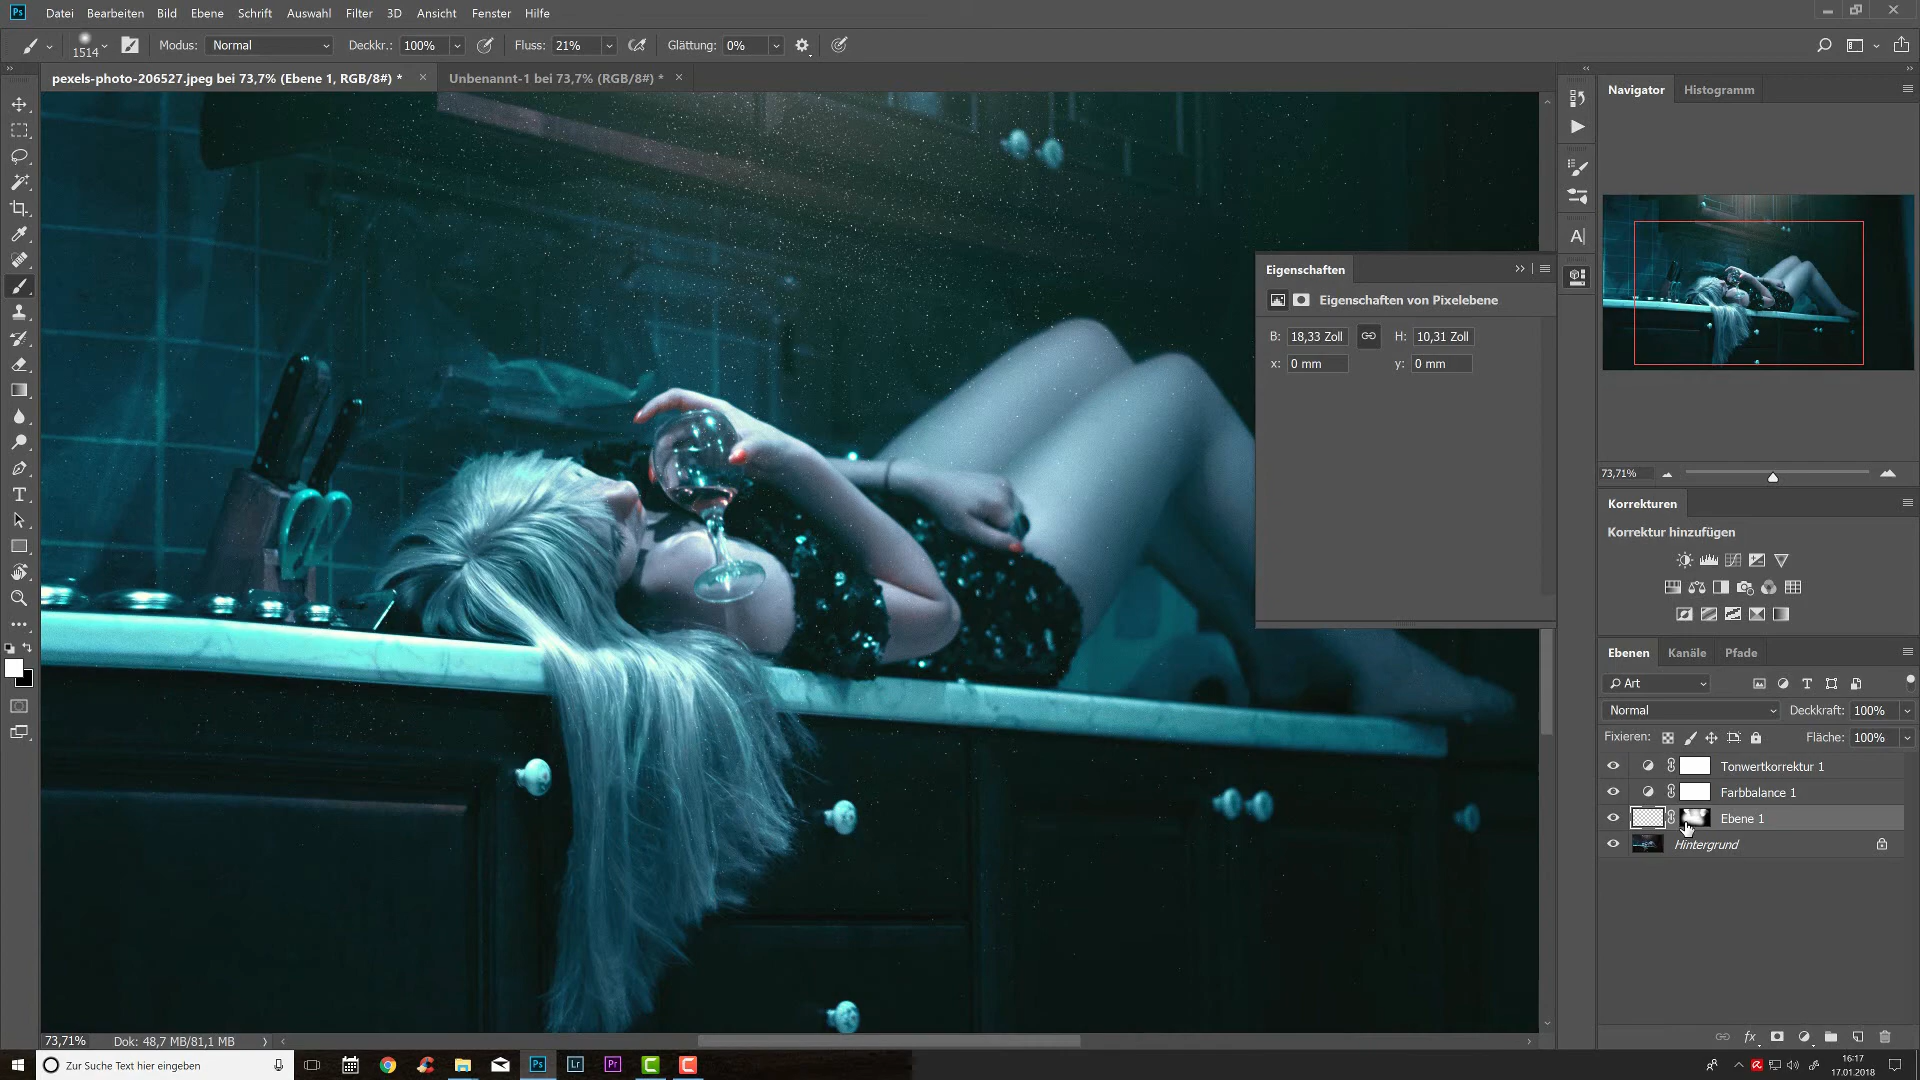 Ps Datei Bearbeiten Bild Ebene Schrift Auswahl Filter 3D Ansicht Fenster Hilfe
1514 Modus: Normal Deckkr.: 100% Fluss: 21% Glättung: 0%
pexels-photo-206527.jpeg bei 73,7% (Ebene 1, RGB/8#) * Unbenannt-1 bei 73,7% (RGB/8#) *
Navigator Histogramm
Eigenschaften
Eigenschaften von Pixelebene
B: 18,33 Zoll H: 10,31 Zoll
x: 0 mm y: 0 mm
73,71%
Korrekturen
Korrektur hinzufügen
Ebenen Kanäle Pfade
Art
Normal Deckkraft: 100%
Fixieren: Fläche: 100%
Tonwertkorrektur 1
Farbbalance 1
Ebene 1
Hintergrund
73,71% Dok: 48,7 MB/81,1 MB
Zur Suche Text hier eingeben
Ps Lr Pr
16:17
17.01.2018